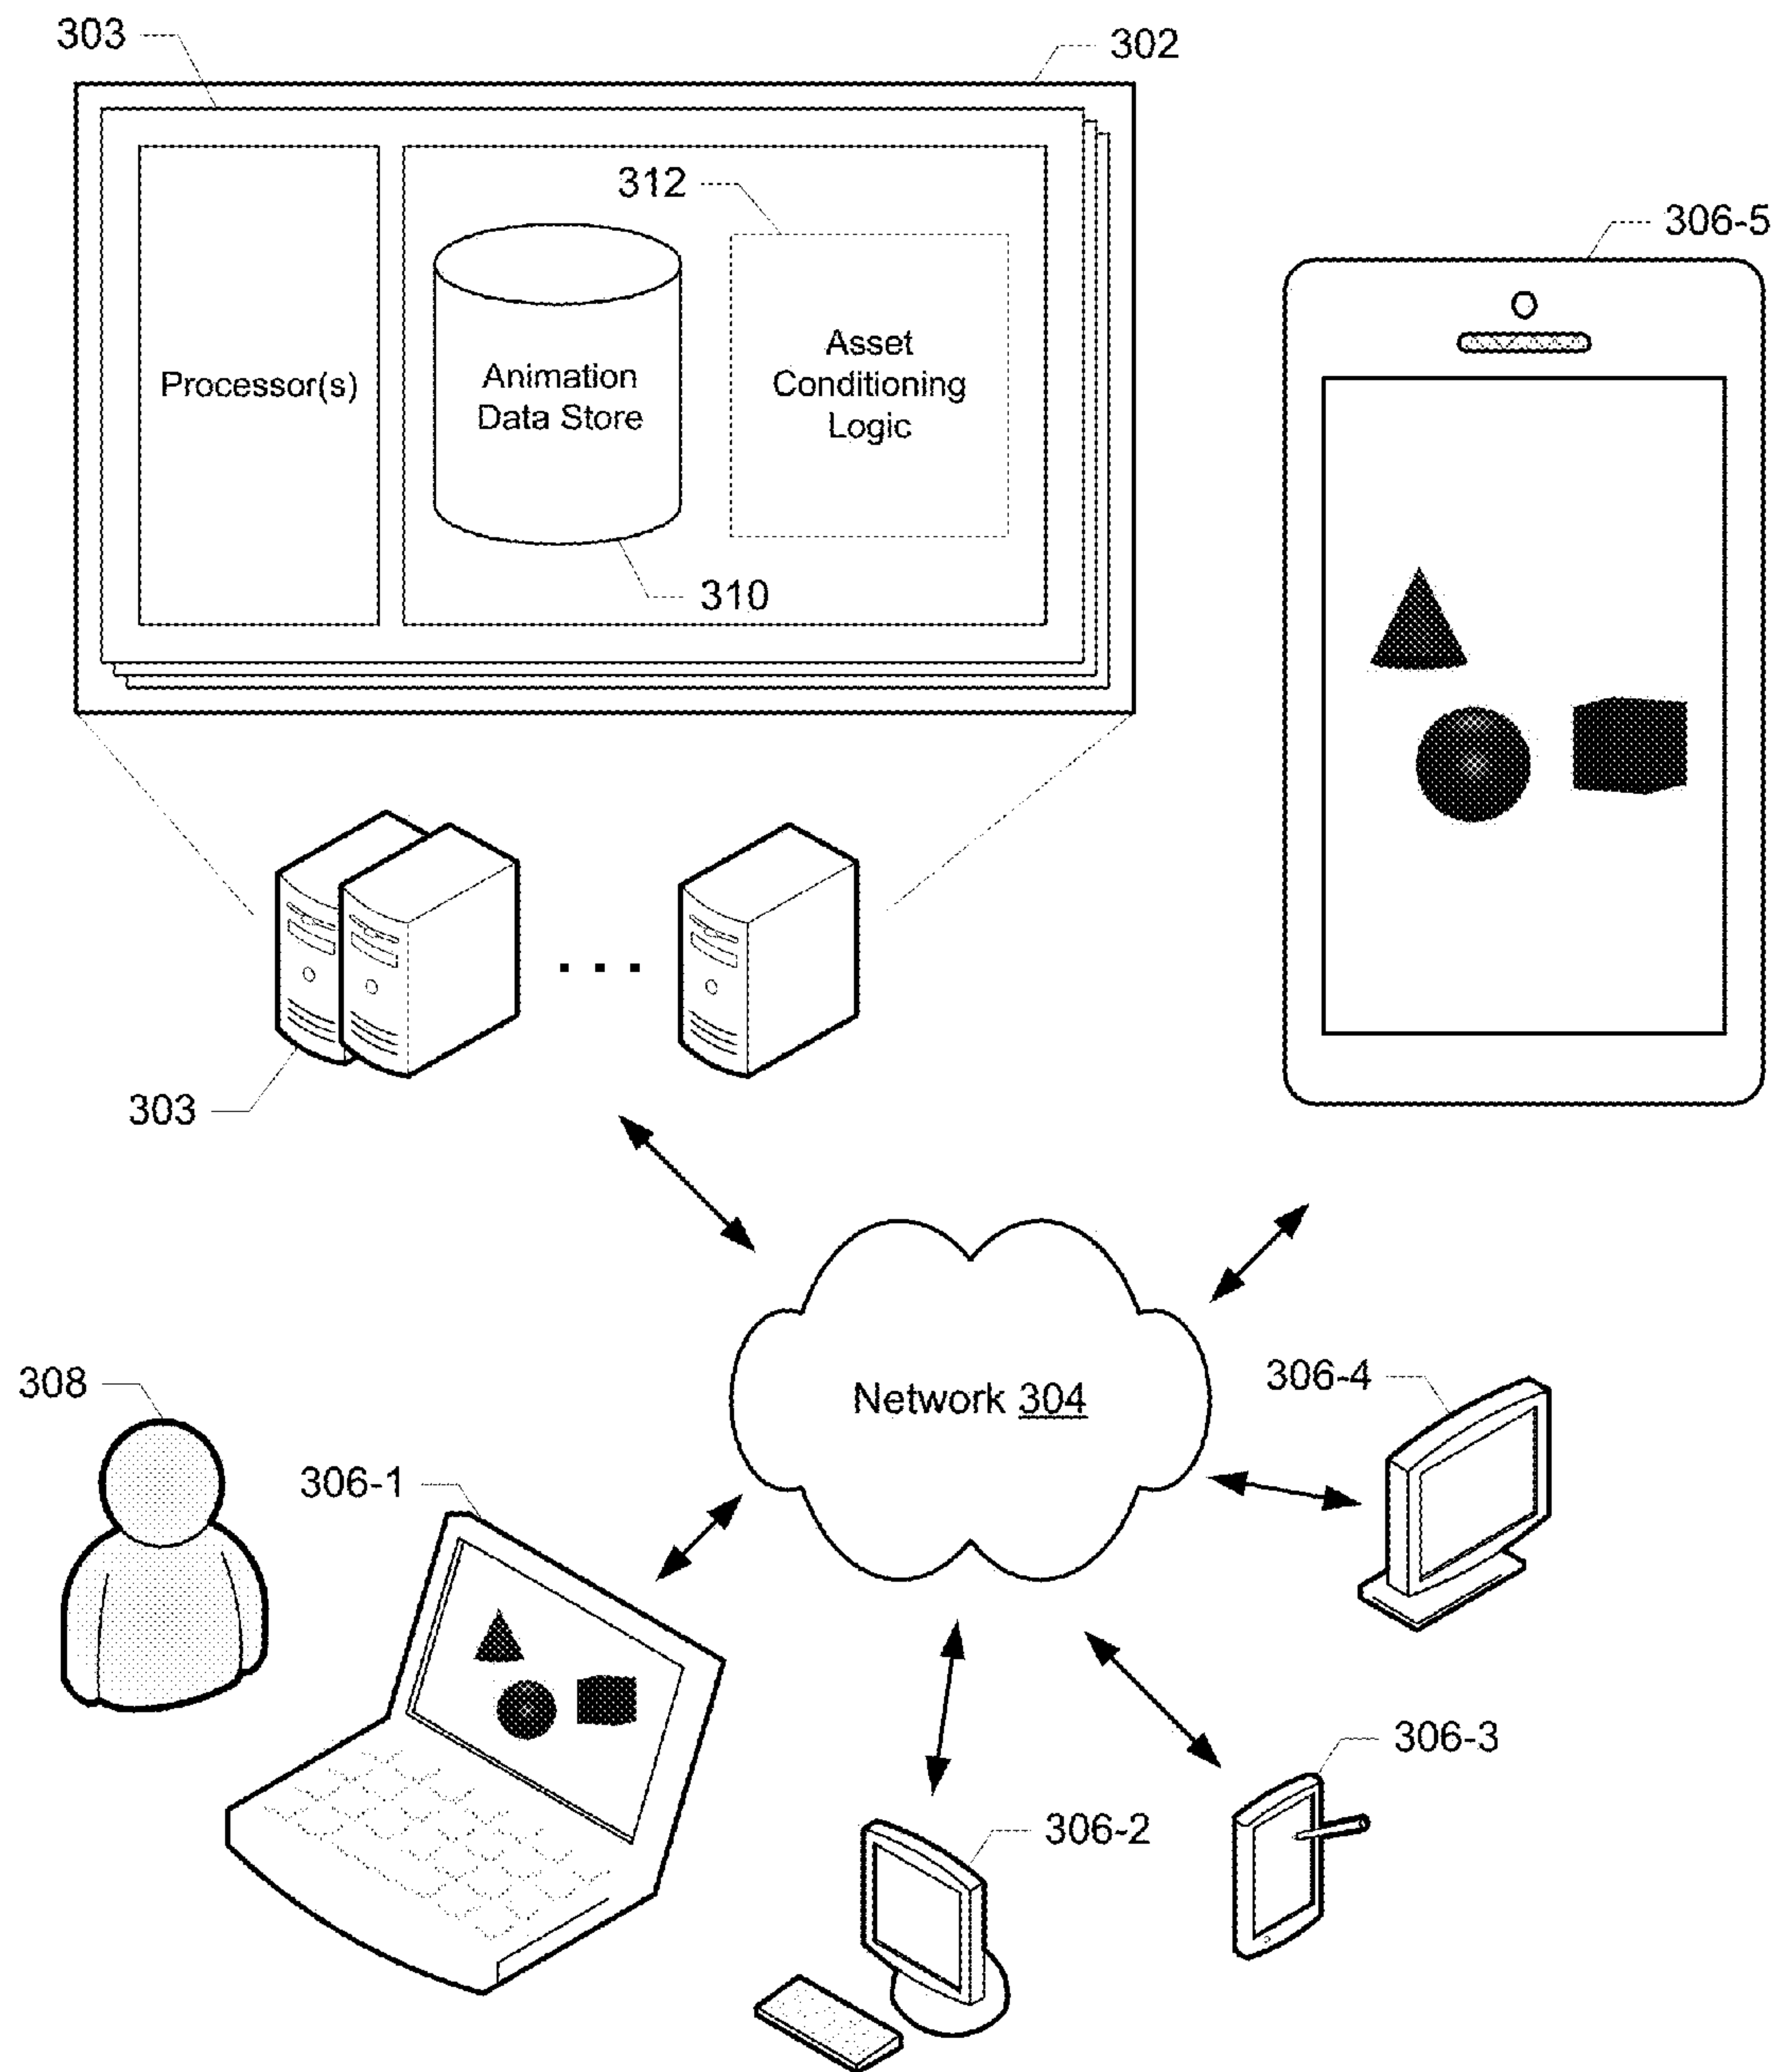 303
302
312
306-5
Processor(s)
Animation
Data Store
Asset
Conditioning
Logic
310
303
Network 304
308
306-1
306-4
306-2
306-3